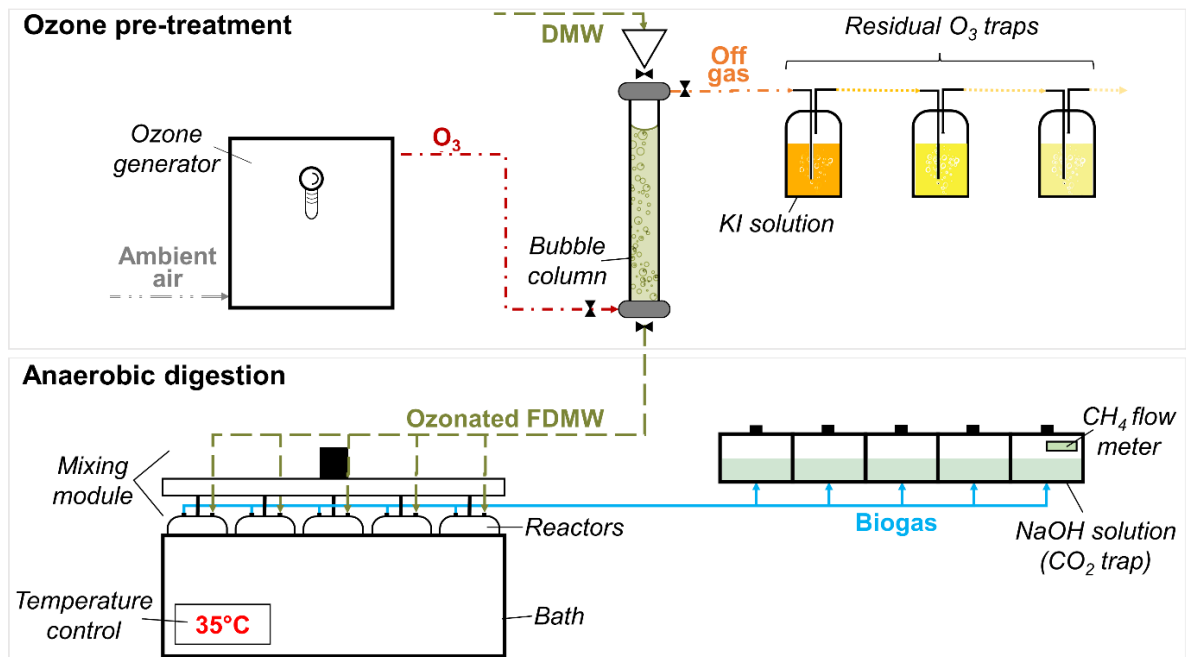 Ozone pre-treatment
DMW
Off
gas
Residual O₃ traps
Ozone
generator
O₃
KI solution
Ambient
air
Bubble
column
Anaerobic digestion
Ozonated FDMW
CH₄ flow
meter
Mixing
module
Reactors
Biogas
NaOH solution
(CO₂ trap)
Temperature
control
35°C
Bath